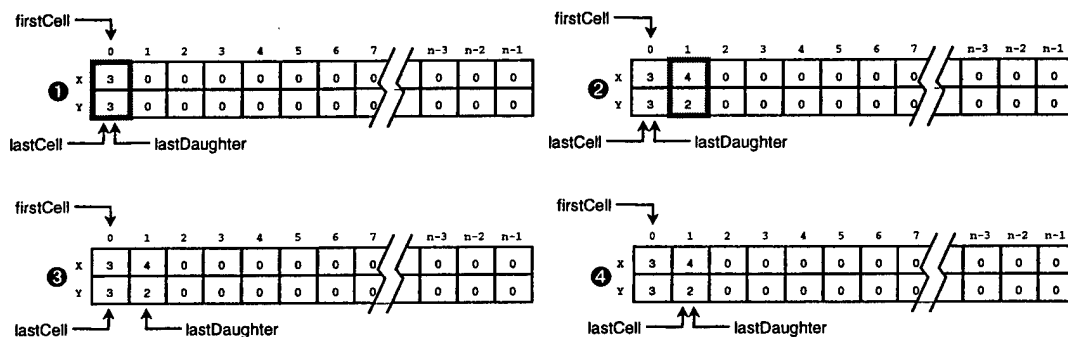 firstCell
0 1 2 3 4 5 6 7 n-3 n-2 n-1
X 3 0 0 0 0 0 0 0 0 0 0
❶
Y 3 0 0 0 0 0 0 0 0 0 0
lastCell lastDaughter
firstCell
0 1 2 3 4 5 6 7 n-3 n-2 n-1
X 3 4 0 0 0 0 0 0 0 0 0
❷
Y 3 2 0 0 0 0 0 0 0 0 0
lastCell lastDaughter
firstCell
0 1 2 3 4 5 6 7 n-3 n-2 n-1
X 3 4 0 0 0 0 0 0 0 0 0
❸
Y 3 2 0 0 0 0 0 0 0 0 0
lastCell lastDaughter
firstCell
0 1 2 3 4 5 6 7 n-3 n-2 n-1
X 3 4 0 0 0 0 0 0 0 0 0
❹
Y 3 2 0 0 0 0 0 0 0 0 0
lastCell lastDaughter